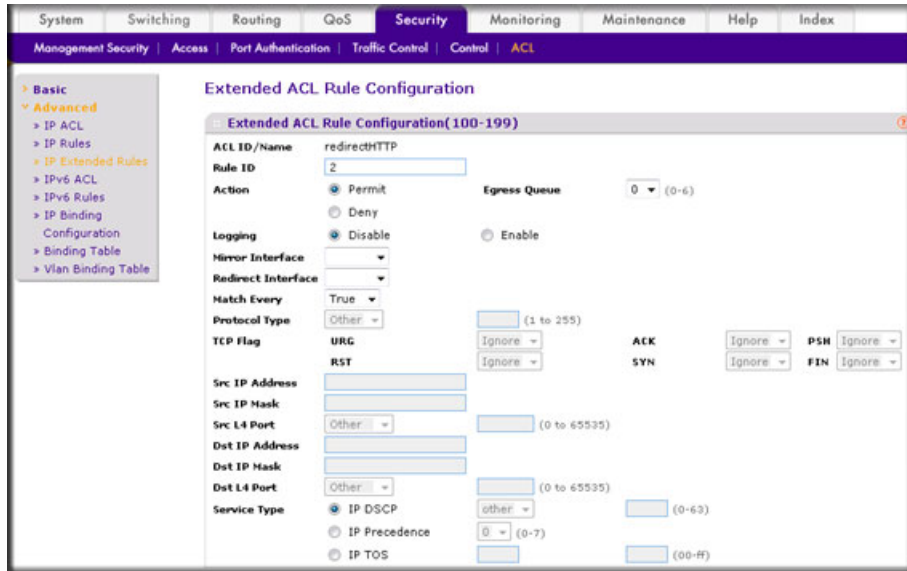 System Switching Routing QoS Security Monitoring Maintenance Help Index
Management Security | Access | Port Authentication | Traffic Control | Control | ACL
Basic
Advanced
» IP ACL
» IP Rules
» IP Extended Rules
» IPv6 ACL
» IPv6 Rules
» IP Binding
Configuration
» Binding Table
» Vlan Binding Table
Extended ACL Rule Configuration
Extended ACL Rule Configuration(100-199)
ACL ID/Name redirectHTTP
Rule ID 2
Action Permit Egress Queue 0 (0-6)
Deny
Logging Disable Enable
Mirror Interface
Redirect Interface
Match Every True
Protocol Type Other (1 to 255)
TCP Flag URG Ignore ACK Ignore PSH Ignore
RST Ignore SYN Ignore FIN Ignore
Src IP Address
Src IP Mask
Src L4 Port Other (0 to 65535)
Dst IP Address
Dst IP Mask
Dst L4 Port Other (0 to 65535)
Service Type IP DSCP other (0-63)
IP Precedence 0 (0-7)
IP TOS (00-ff)